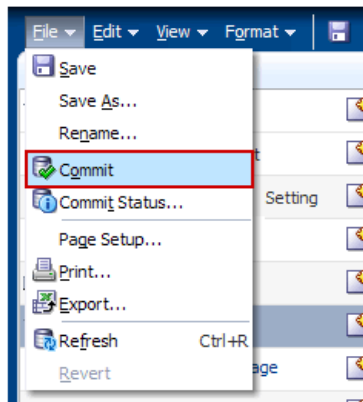 File Edit View Format
Save
Save As...
Rename...
Commit
Commit Status...
Setting
Page Setup...
Print...
Export...
Refresh Ctrl+R
Revert